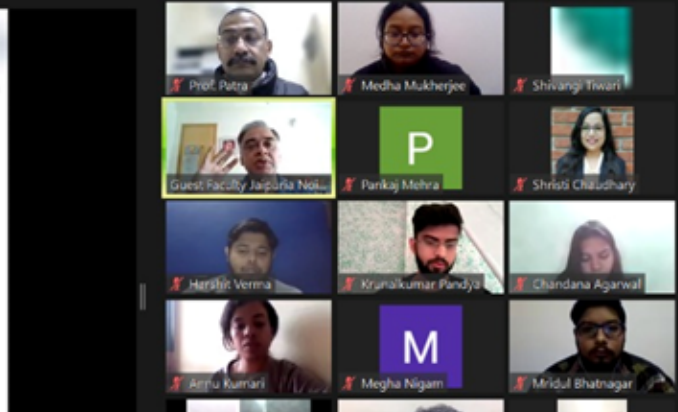 Prof. Patra
Medha Mukherjee
Shivangi Tiwari
Guest Faculty Jaipuria Noi...
P
Pankaj Mehra
Shristi Chaudhary
Harshit Verma
Krunalkumar Pandya
Chandana Agarwal
Annu Kumari
M
Megha Nigam
Mridul Bhatnagar